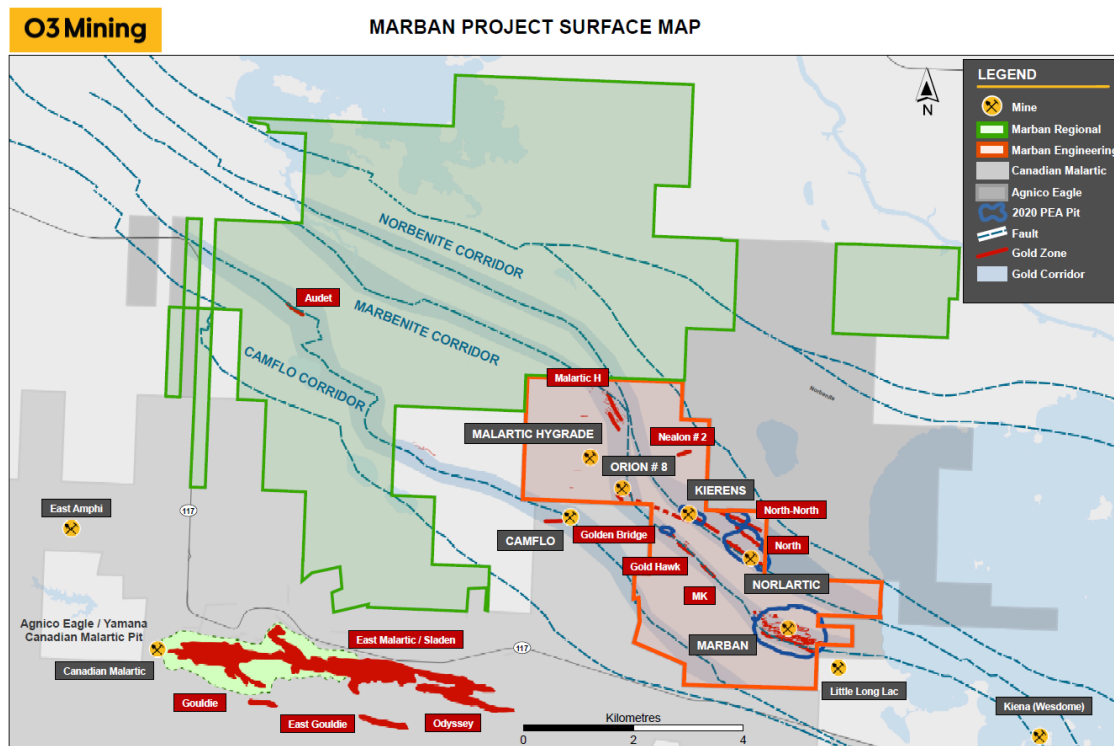 O3 Mining
MARBAN PROJECT SURFACE MAP
LEGEND
Mine
Marban Regional
Marban Engineering
Canadian Malartic
Agnico Eagle
2020 PEA Pit
Fault
Gold Zone
Gold Corridor
N
NORBENITE CORRIDOR
MARBENITE CORRIDOR
CAMFLO CORRIDOR
Audet
Malartic H
MALARTIC HYGRADE
Nealon # 2
ORION # 8
KIERENS
North-North
North
CAMFLO
Golden Bridge
Gold Hawk
NORLARTIC
MK
MARBAN
Little Long Lac
Kiena (Wesdome)
East Amphi
117
Agnico Eagle / Yamana
Canadian Malartic Pit
Canadian Malartic
East Malartic / Sladen
117
Gouldie
East Gouldie
Odyssey
Kilometres
0 2 4